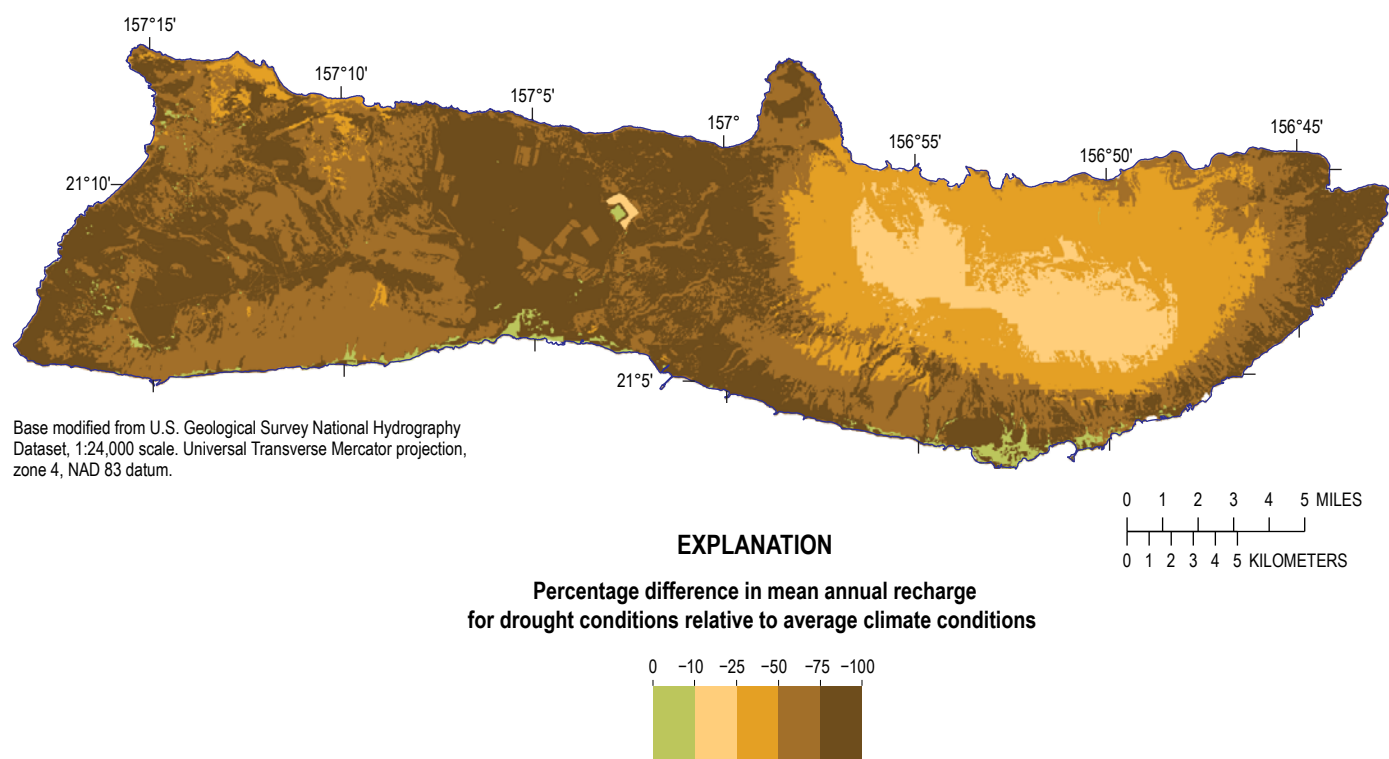 157°15'
157°10'
157°5'
157°
156°55'
156°50'
156°45'
21°10'
21°5'
Base modified from U.S. Geological Survey National Hydrography
Dataset, 1:24,000 scale. Universal Transverse Mercator projection,
zone 4, NAD 83 datum.
0 1 2 3 4 5 MILES
0 1 2 3 4 5 KILOMETERS
EXPLANATION
Percentage difference in mean annual recharge
for drought conditions relative to average climate conditions
0 −10 −25 −50 −75 −100